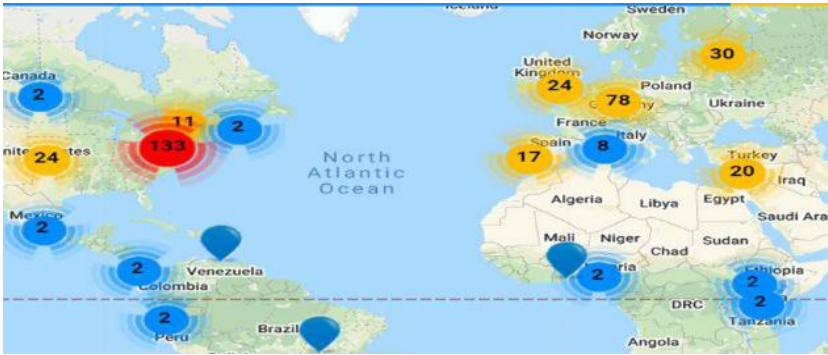 Sweden
Norway
30
Canada
2
United
Kingdom
24
78
Poland
Ukraine
11
2
France
133
Spain
8
Italy
24
17
Turkey
20
North
Atlantic
Ocean
Iraq
Algeria
Libya
Egypt
Saudi Ara
Mexico
2
Mali
Niger
Chad
Sudan
2
Venezuela
Colombia
2
Ethiopia
2
2
DRC
Tanzania
2
Peru
Brazil
Angola